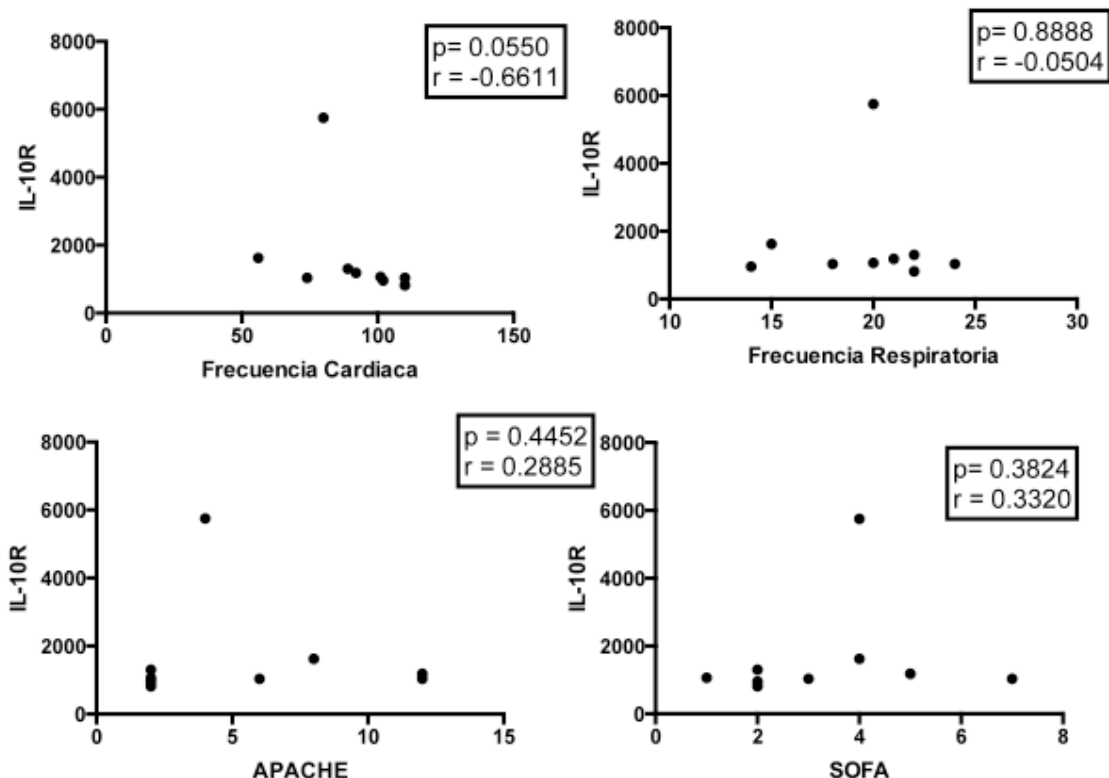 p= 0.0550
r = -0.6611
IL-10R
8000
6000
4000
2000
0
0 50 100 150
Frecuencia Cardiaca
p= 0.8888
r = -0.0504
IL-10R
8000
6000
4000
2000
0
10 15 20 25 30
Frecuencia Respiratoria
p = 0.4452
r = 0.2885
IL-10R
8000
6000
4000
2000
0
0 5 10 15
APACHE
p= 0.3824
r = 0.3320
IL-10R
8000
6000
4000
2000
0
0 2 4 6 8
SOFA